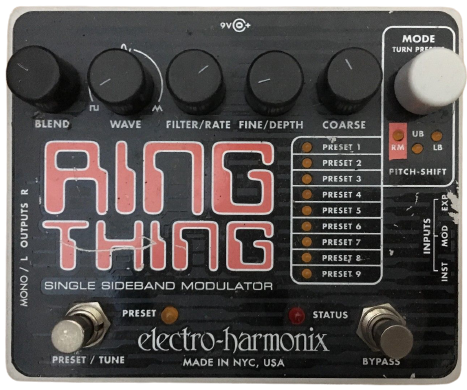 9V
MODE
TURN PRESETS
BLEND
WAVE
FILTER/RATE
FINE/DEPTH
COARSE
RM
UB
LB
PITCH-SHIFT
RING
THING
SINGLE SIDEBAND MODULATOR
PRESET 1
PRESET 2
PRESET 3
PRESET 4
PRESET 5
PRESET 6
PRESET 7
PRESET 8
PRESET 9
MONO / L OUTPUTS R
INPUTS
INST MOD EXP
PRESET
STATUS
electro-harmonix
MADE IN NYC, USA
PRESET / TUNE
BYPASS